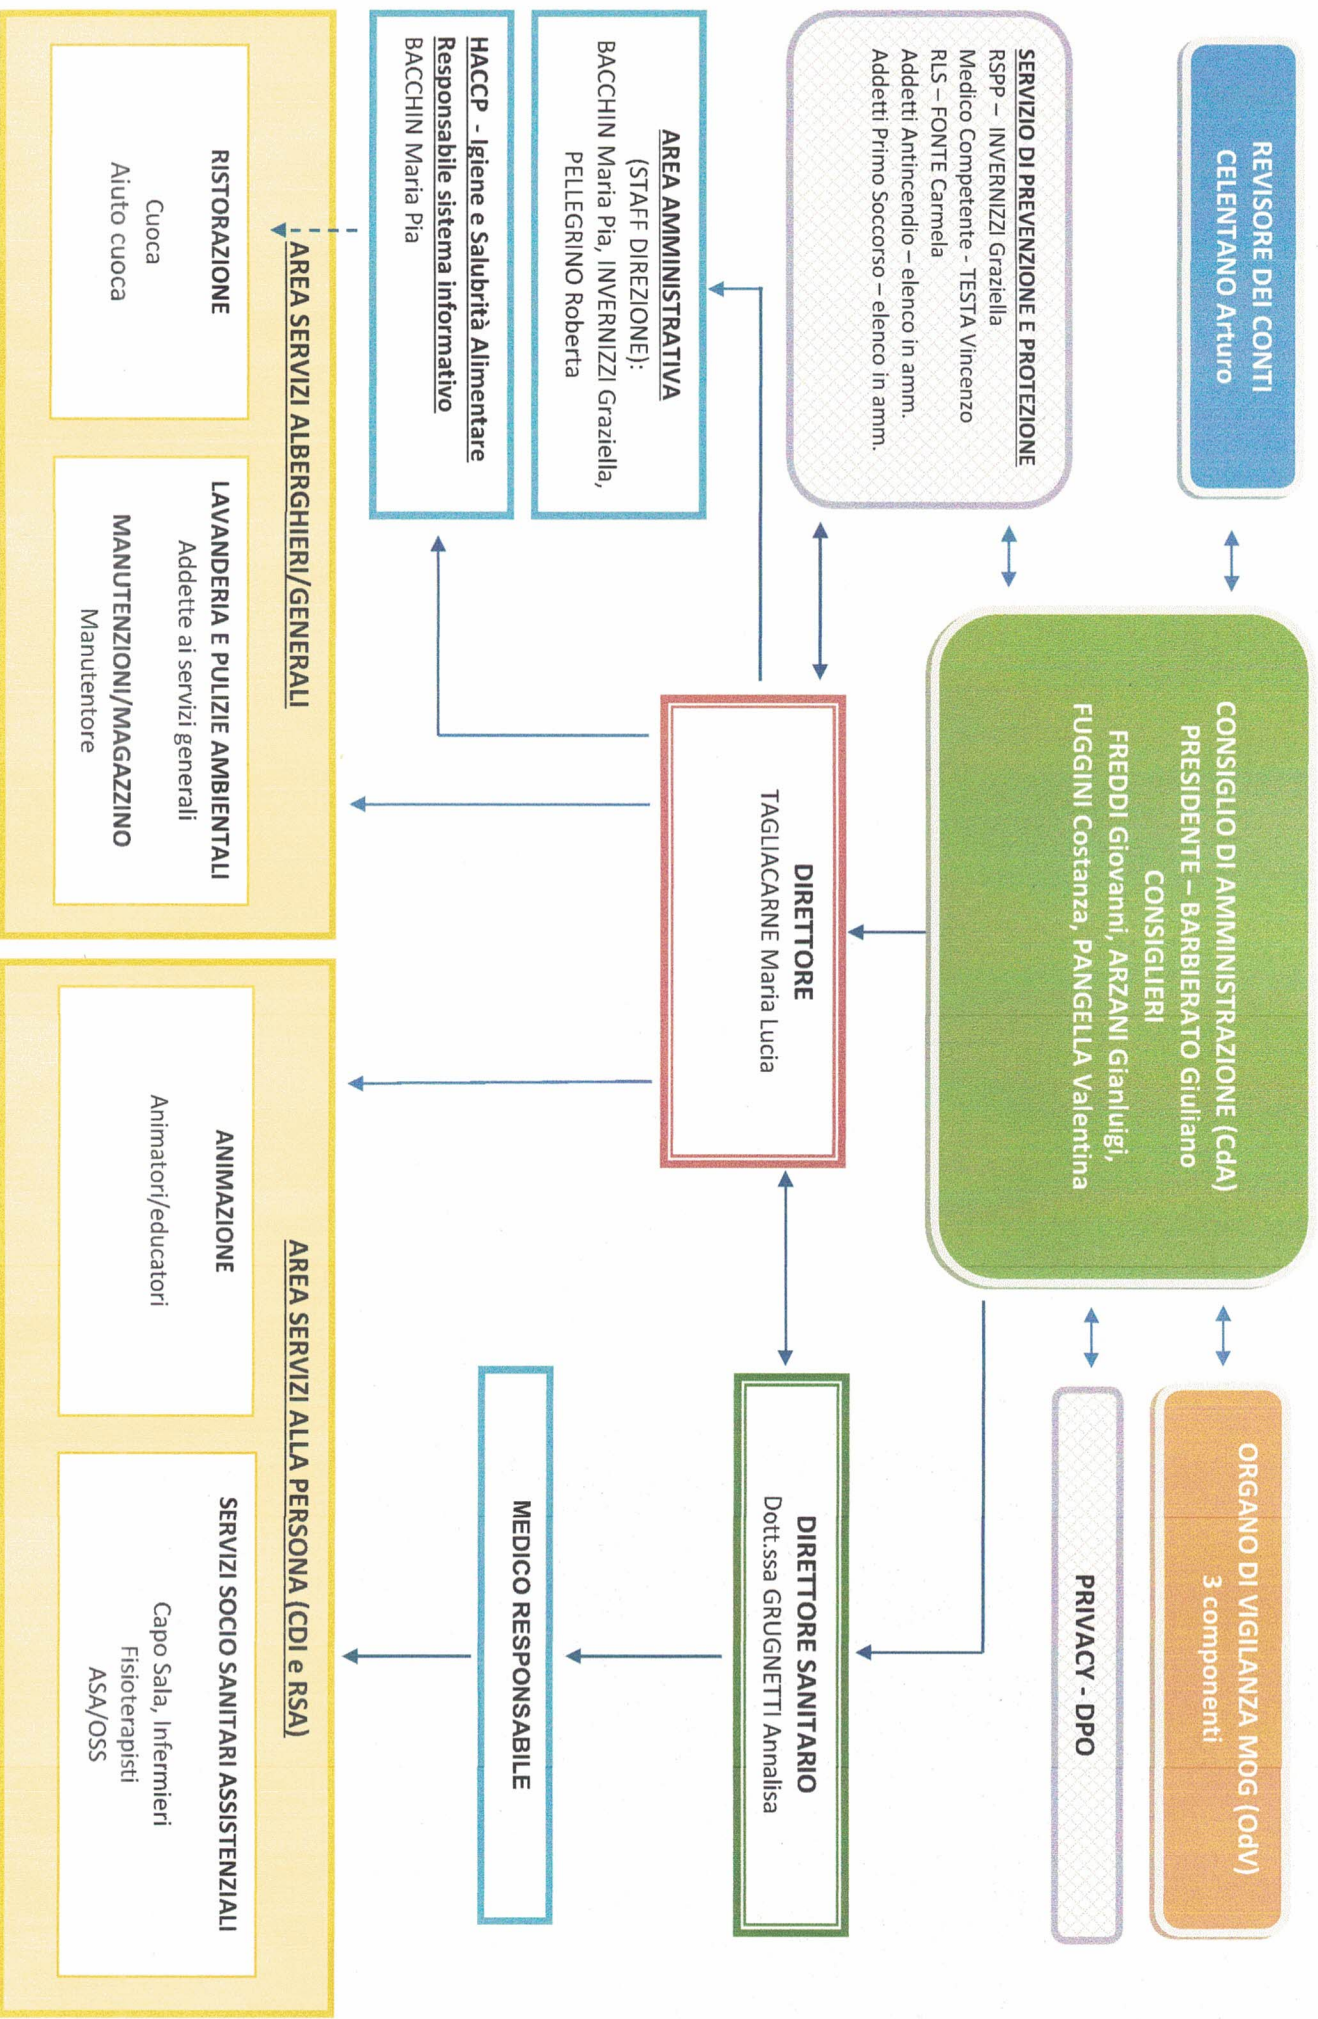 REVISORE DEI CONTI
CELENTANO Arturo
CONSIGLIO DI AMMINISTRAZIONE (CdA)
PRESIDENTE – BARBIERATO Giuliano
CONSIGLIERI
FREDDI Giovanni, ARZANI Gianluigi,
FUGGINI Costanza, PANGELLA Valentina
ORGANO DI VIGILANZA MOG (OdV)
3 componenti
PRIVACY - DPO
SERVIZIO DI PREVENZIONE E PROTEZIONE
RSPP – INVERNIZZI Graziella
Medico Competente - TESTA Vincenzo
RLS – FONTE Carmela
Addetti Antincendio – elenco in amm.
Addetti Primo Soccorso – elenco in amm.
DIRETTORE
TAGLIACARNE Maria Lucia
DIRETTORE SANITARIO
Dott.ssa GRUGNETTI Annalisa
AREA AMMINISTRATIVA
(STAFF DIREZIONE):
BACCHIN Maria Pia, INVERNIZZI Graziella,
PELLEGRINO Roberta
MEDICO RESPONSABILE
HACCP - Igiene e Salubrità Alimentare
Responsabile sistema informativo
BACCHIN Maria Pia
AREA SERVIZI ALBERGHIERI/GENERALI
RISTORAZIONE
Cuoca
Aiuto cuoca
LAVANDERIA E PULIZIE AMBIENTALI
Addette ai servizi generali
MANUTENZIONI/MAGAZZINO
Manutentore
AREA SERVIZI ALLA PERSONA (CDI e RSA)
ANIMAZIONE
Animatori/educatori
SERVIZI SOCIO SANITARI ASSISTENZIALI
Capo Sala, Infermieri
Fisioterapisti
ASA/OSS